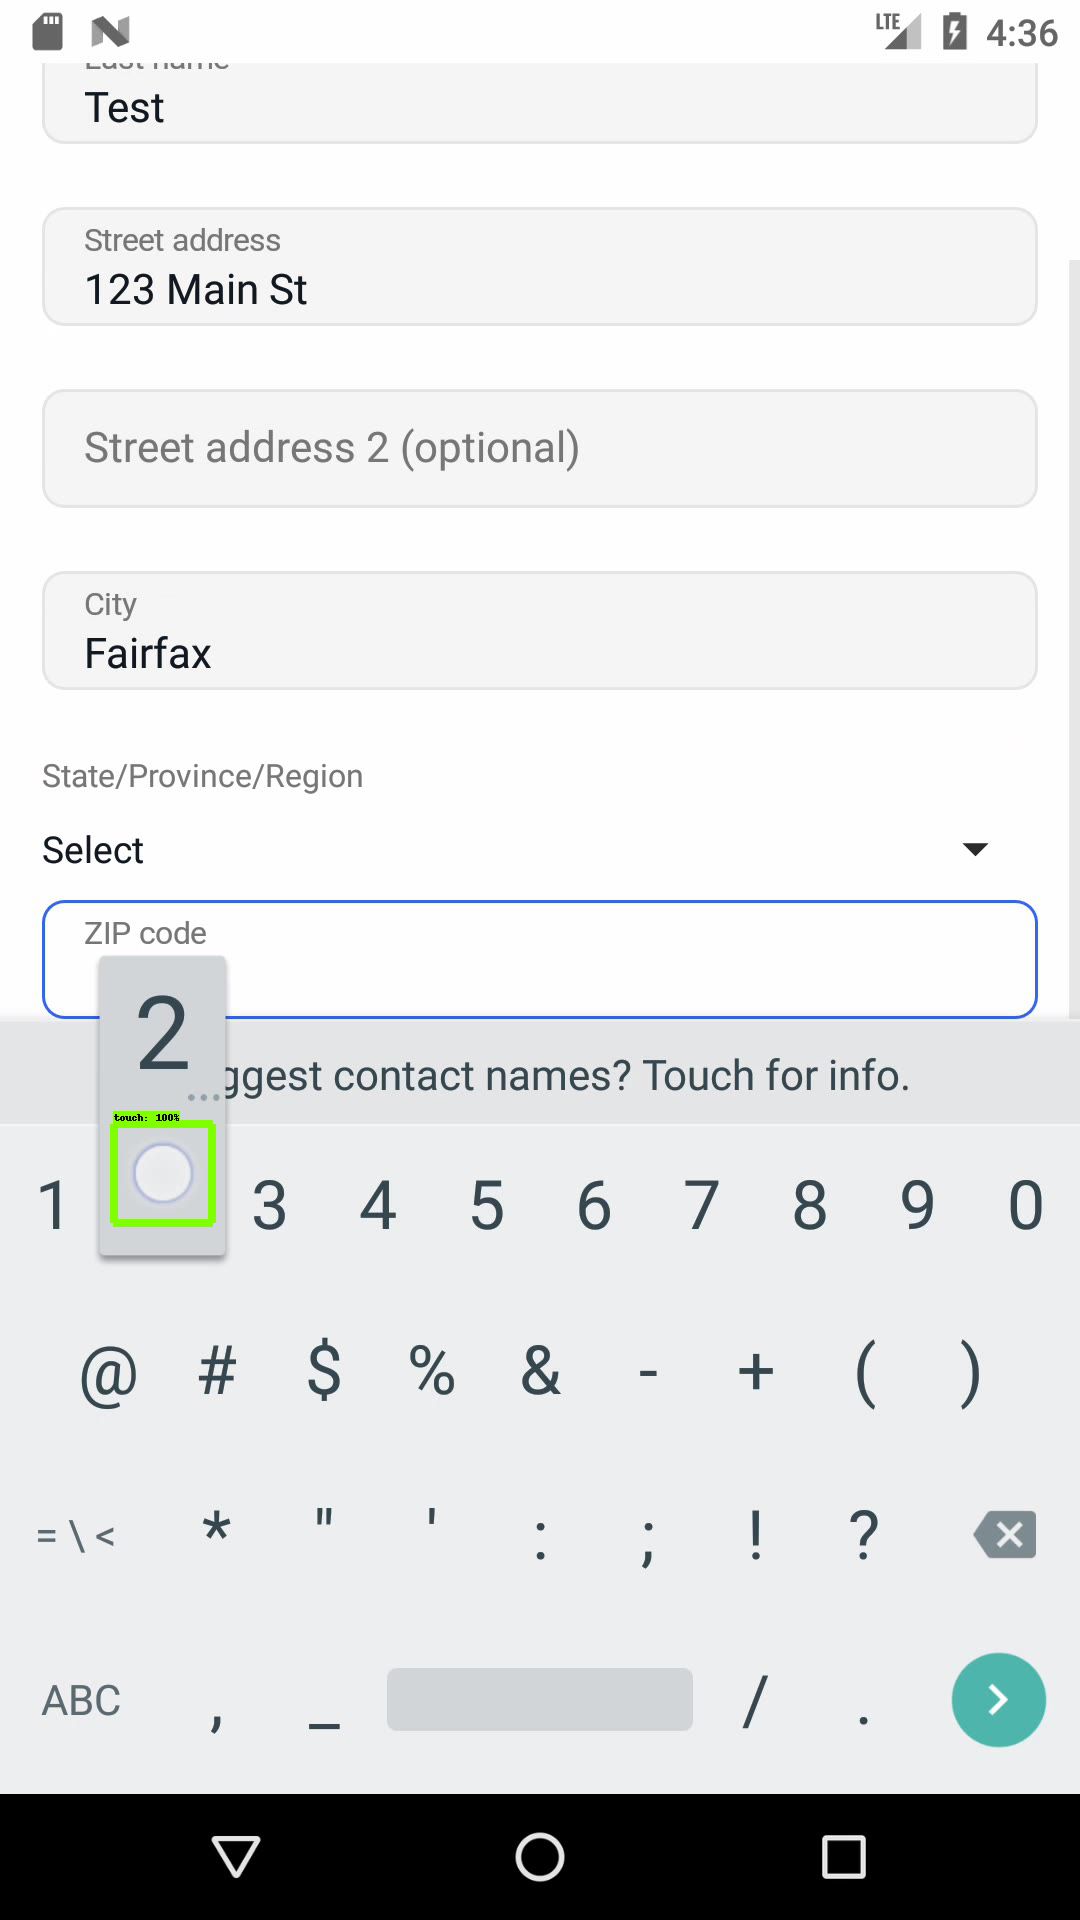 LTE 4:36
Last name
Test
Street address
123 Main St
Street address 2 (optional)
City
Fairfax
State/Province/Region
Select
ZIP code
2
ggest contact names? Touch for info.
touch: 100%
1 3 4 5 6 7 8 9 0
@ # $ % & - + ( )
= \ < * " ' : ; ! ?
ABC , _ / .